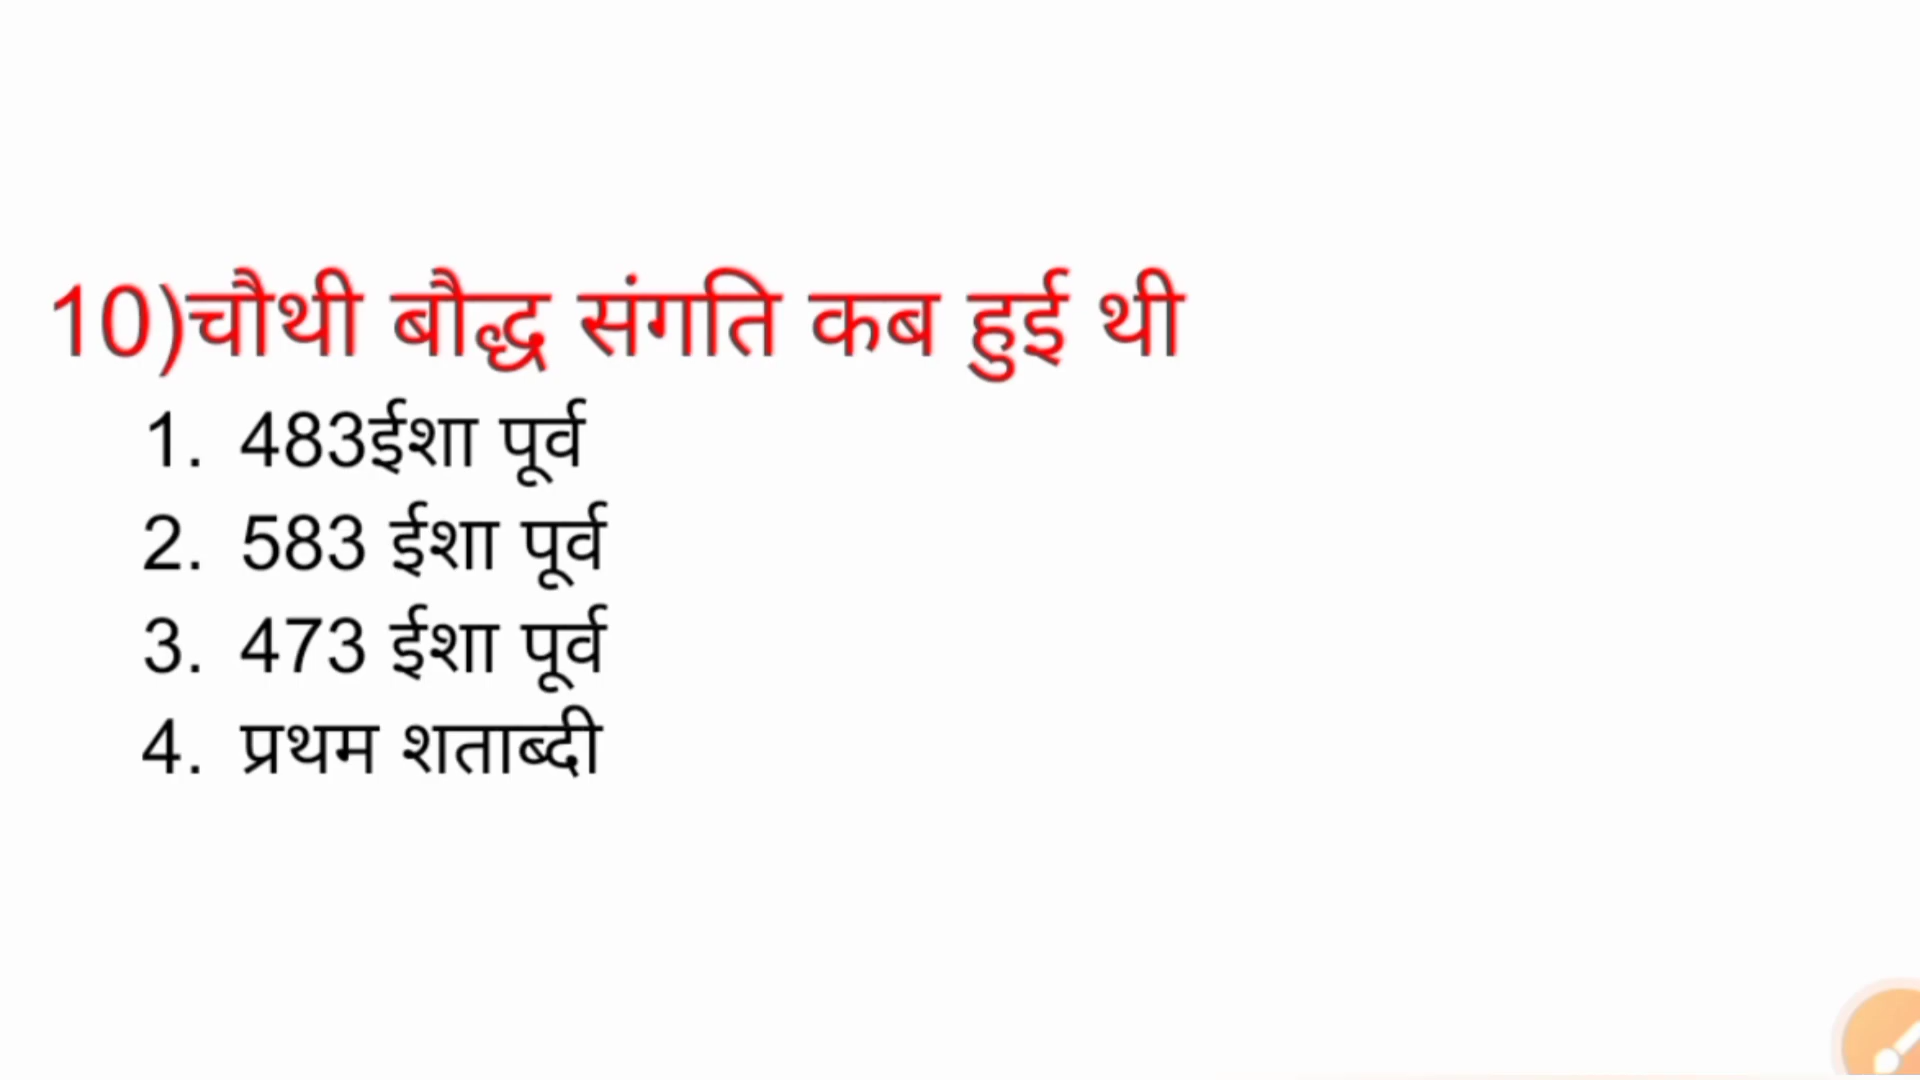 10)चौथी बौद्ध संगति कब हुई थी
1. 483ईशा पूर्व
2. 583 ईशा पूर्व
3. 473 ईशा पूर्व
4. प्रथम शताब्दी